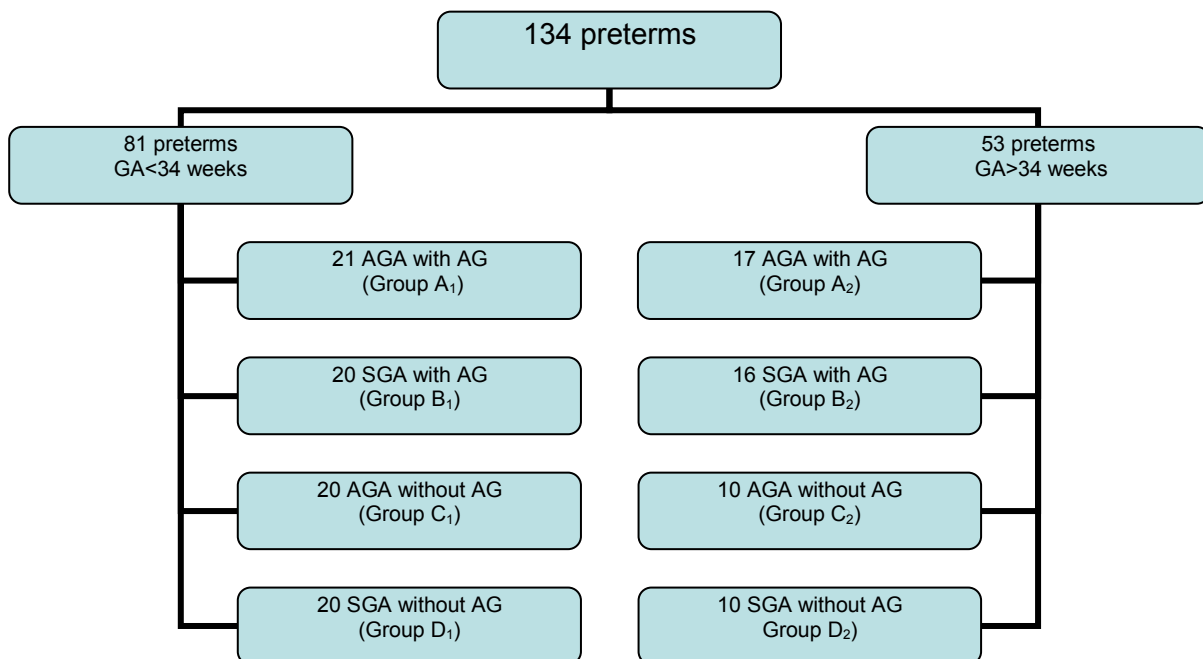 134 preterms
81 preterms
GA<34 weeks
53 preterms
GA>34 weeks
21 AGA with AG
(Group A₁)
17 AGA with AG
(Group A₂)
20 SGA with AG
(Group B₁)
16 SGA with AG
(Group B₂)
20 AGA without AG
(Group C₁)
10 AGA without AG
(Group C₂)
20 SGA without AG
(Group D₁)
10 SGA without AG
Group D₂)